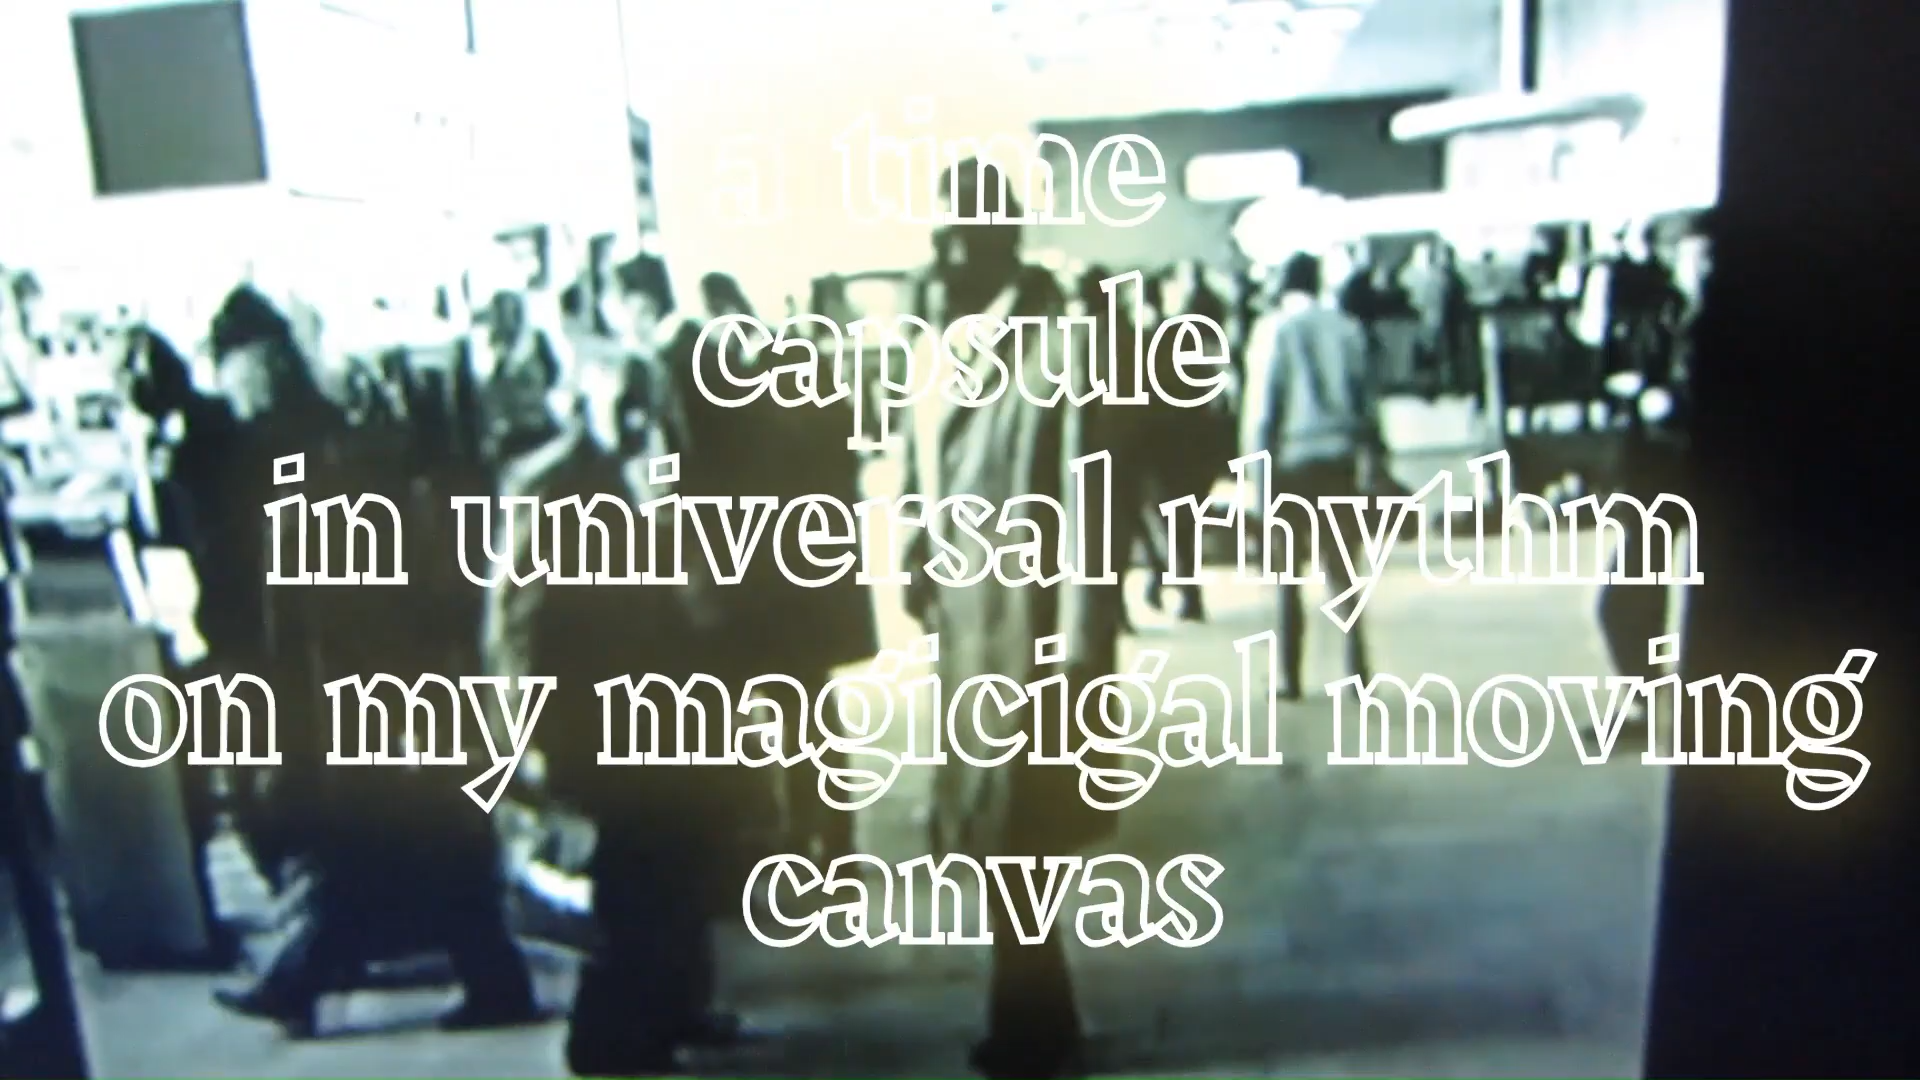 a time
capsule
in universal rhythm
on my magicigal moving
canvas